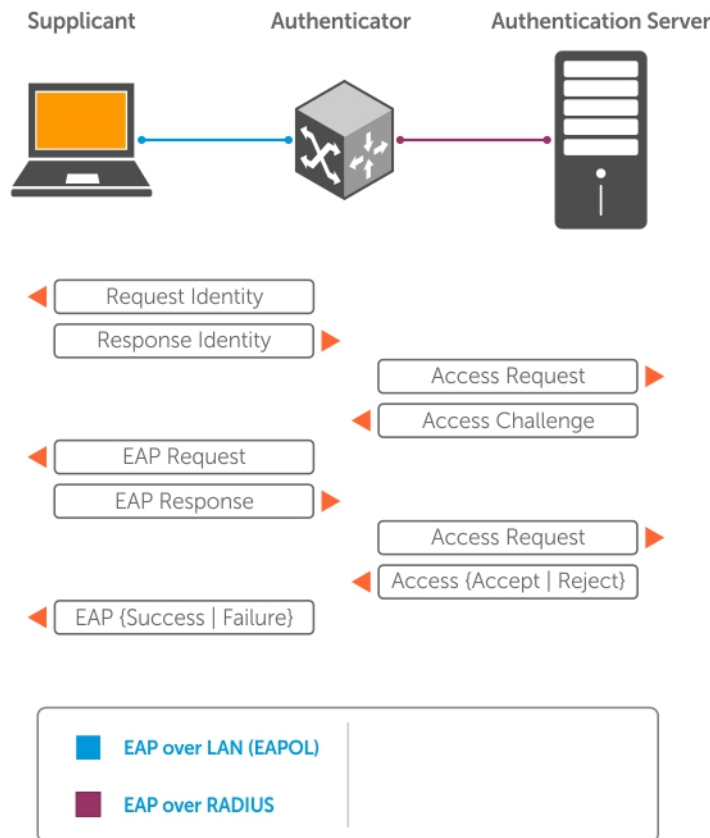 Supplicant
Authenticator
Authentication Server
Request Identity
Response Identity
Access Request
Access Challenge
EAP Request
EAP Response
Access Request
Access {Accept | Reject}
EAP {Success | Failure}
EAP over LAN (EAPOL)
EAP over RADIUS